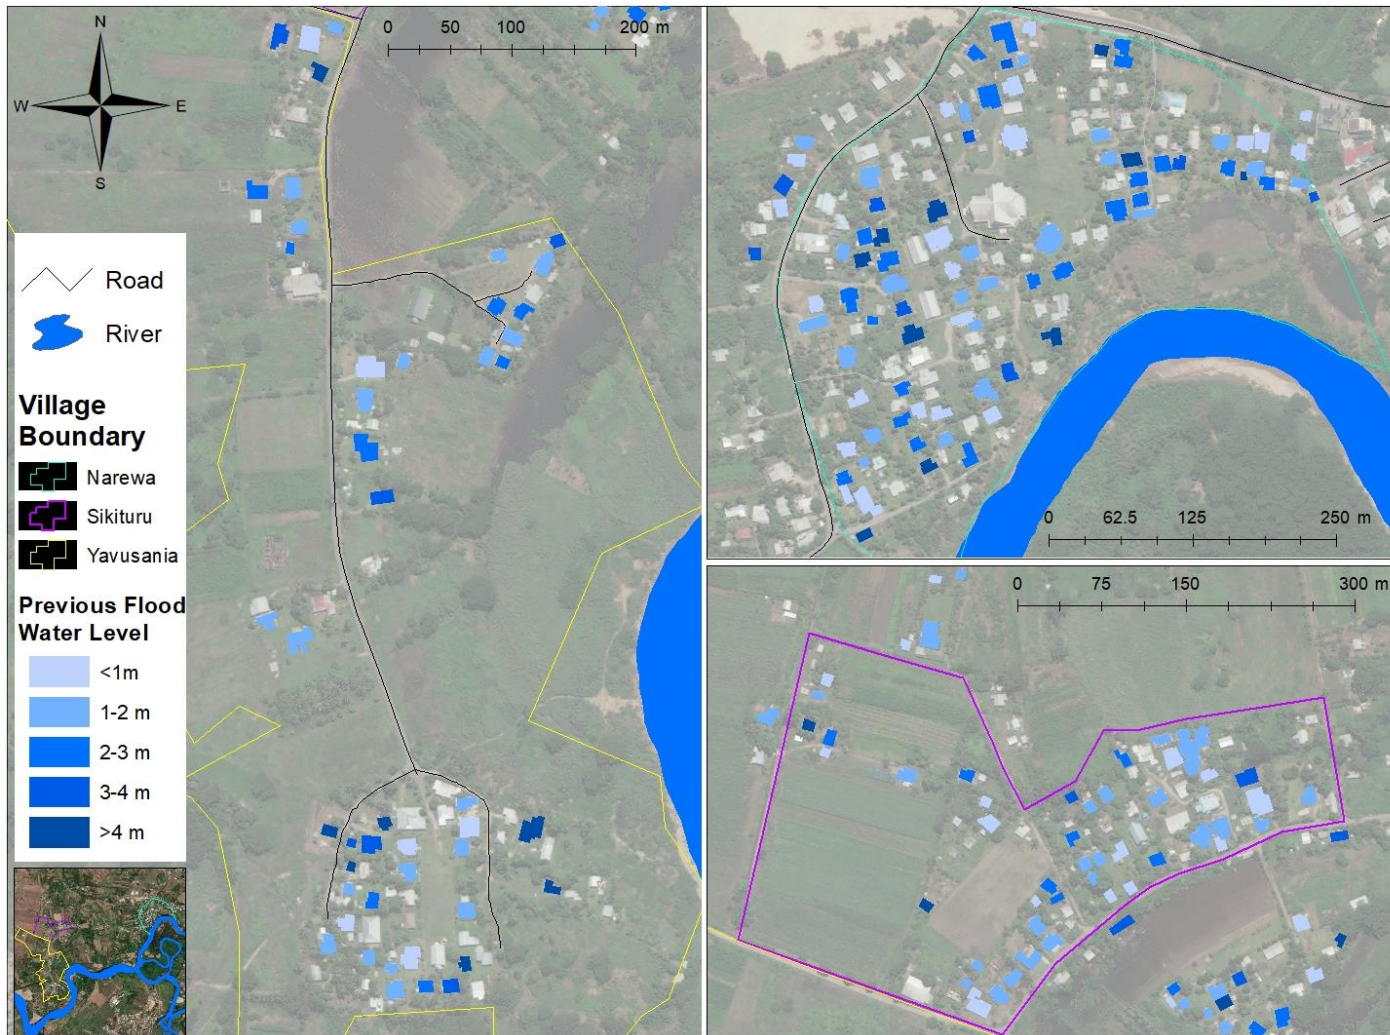 N
W
E
S
0 50 100 200 m
Road
River
Village
Boundary
Narewa
Sikituru
Yavusania
Previous Flood
Water Level
<1m
1-2 m
2-3 m
3-4 m
>4 m
0 62.5 125 250 m
0 75 150 300 m